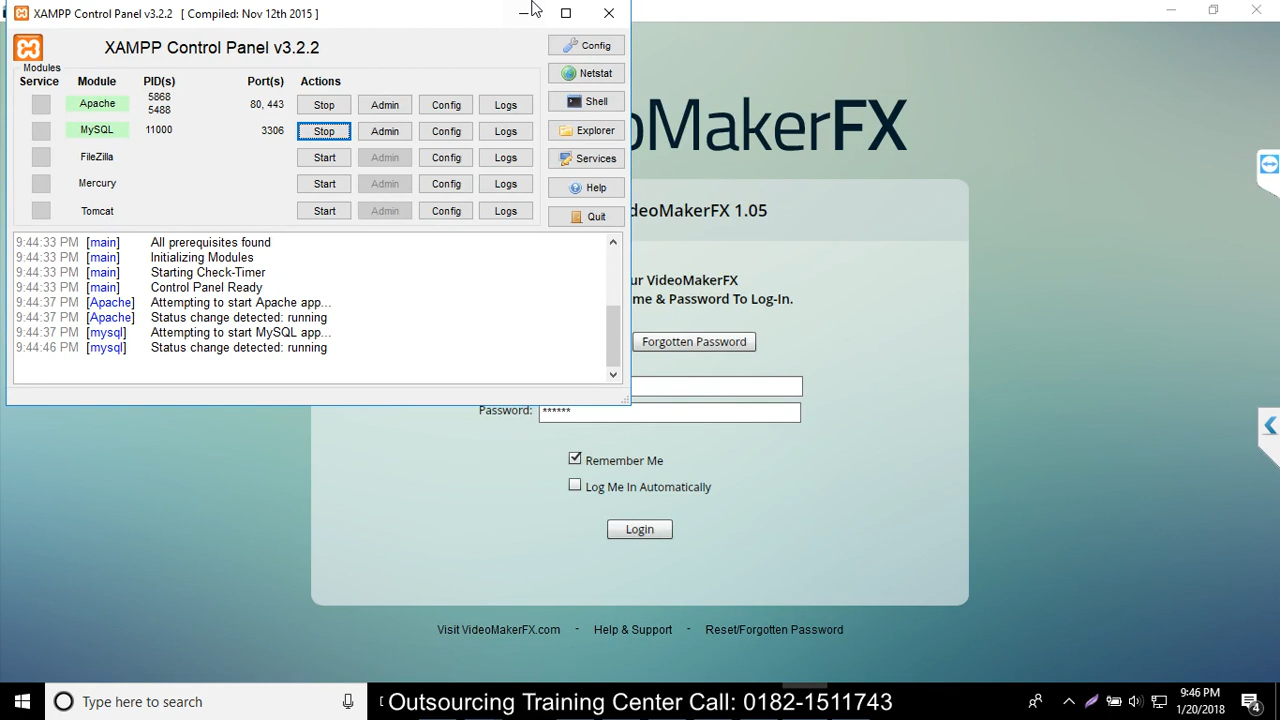 XAMPP Control Panel v3.2.2 [ Compiled: Nov 12th 2015 ]
XAMPP Control Panel v3.2.2
Config
Modules
Service Module PID(s) Port(s) Actions
Netstat
Apache 5868 5488 80, 443 Stop Admin Config Logs
Shell
MySQL 11000 3306 Stop Admin Config Logs
Explorer
FileZilla Start Admin Config Logs
Services
Mercury Start Admin Config Logs
Help
Tomcat Start Admin Config Logs
Quit
9:44:33 PM [main] All prerequisites found
9:44:33 PM [main] Initializing Modules
9:44:33 PM [main] Starting Check-Timer
9:44:33 PM [main] Control Panel Ready
9:44:37 PM [Apache] Attempting to start Apache app...
9:44:37 PM [Apache] Status change detected: running
9:44:37 PM [mysql] Attempting to start MySQL app...
9:44:46 PM [mysql] Status change detected: running
oMakerFX
deoMakerFX 1.05
ur VideoMakerFX
me & Password To Log-In.
Forgotten Password
Password: ******
Remember Me
Log Me In Automatically
Login
Visit VideoMakerFX.com - Help & Support - Reset/Forgotten Password
Type here to search
[ Outsourcing Training Center Call: 0182-1511743
9:46 PM
1/20/2018
4